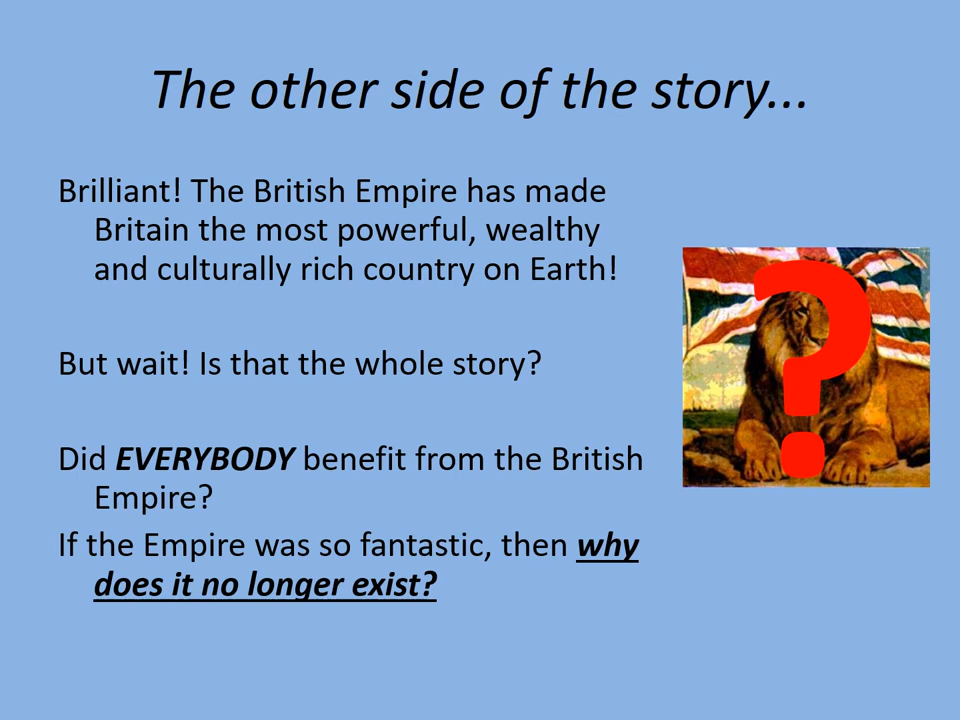 The other side of the story...
Brilliant! The British Empire has made
Britain the most powerful, wealthy
and culturally rich country on Earth!
But wait! Is that the whole story?
Did EVERYBODY benefit from the British
Empire?
If the Empire was so fantastic, then why
does it no longer exist?
?